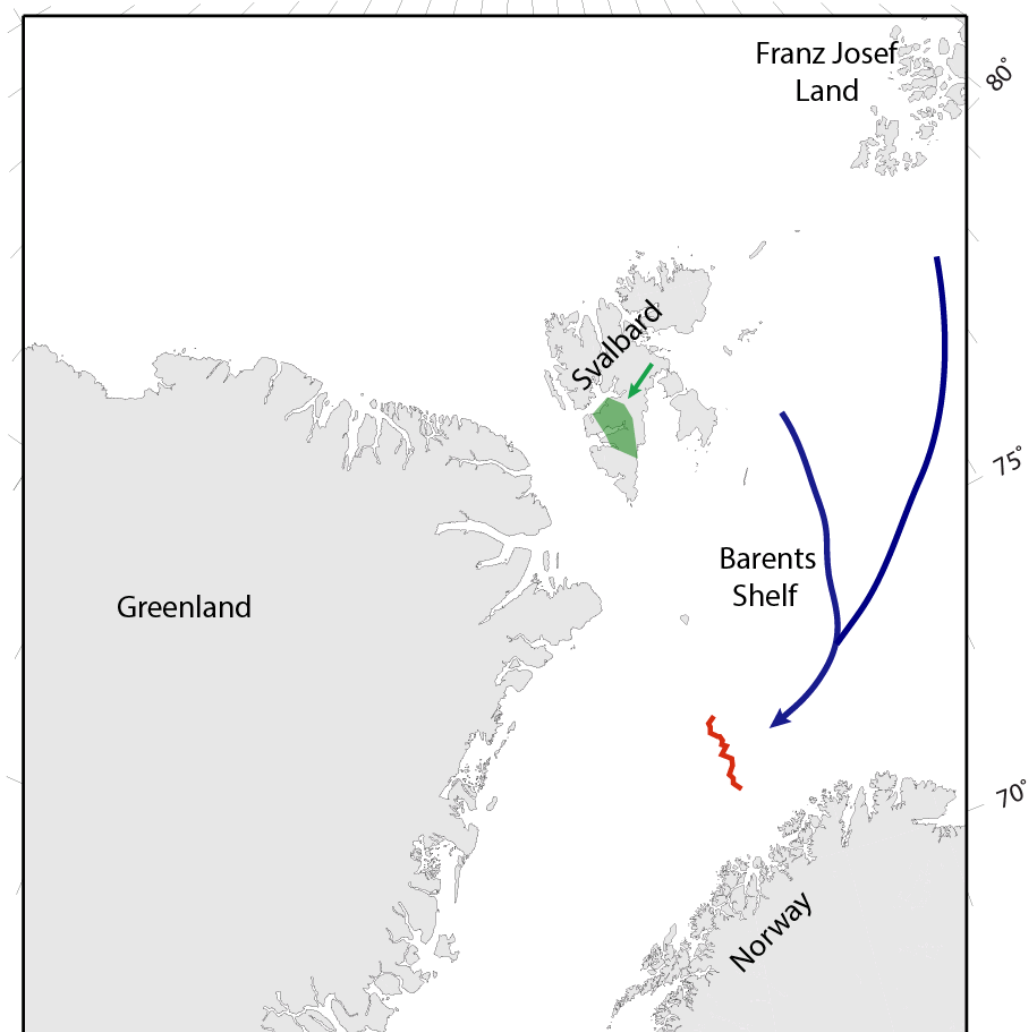 Franz Josef
Land
80°
Svalbard
75°
Barents
Shelf
Greenland
70°
Norway